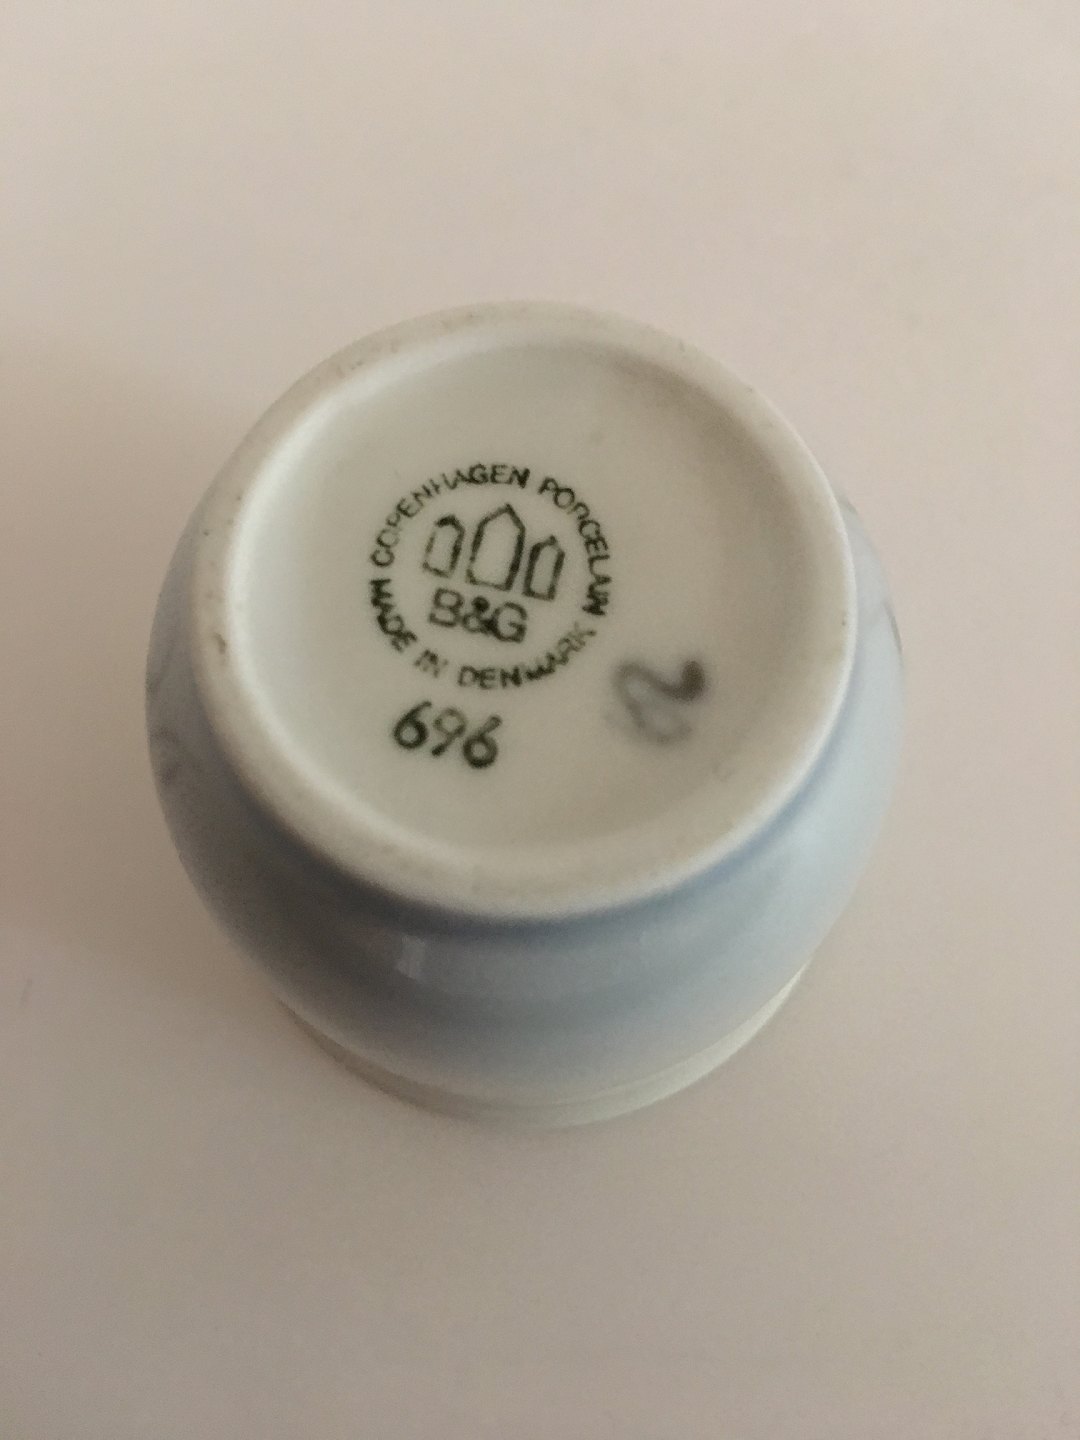 COPENHAGEN PORCELAIN
B&G
MADE IN DENMARK
696